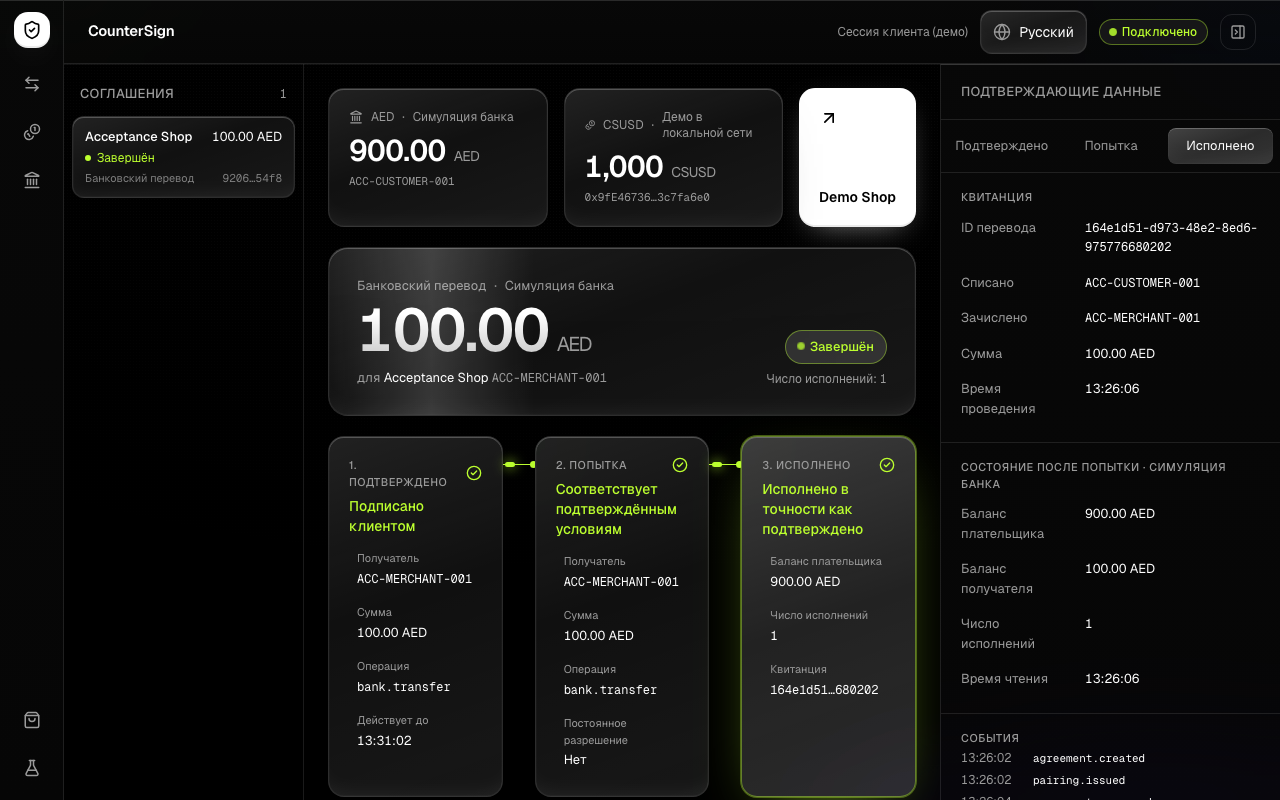 CounterSign
Сессия клиента (демо)
Русский
Подключено
СОГЛАШЕНИЯ 1
Acceptance Shop 100.00 AED
Завершён
Банковский перевод 9206…54f8
AED · Симуляция банка
900.00 AED
ACC-CUSTOMER-001
CSUSD · Демо в
локальной сети
1,000 CSUSD
0x9fE46736…3c7fa6e0
Demo Shop
Банковский перевод · Симуляция банка
100.00 AED
для Acceptance Shop ACC-MERCHANT-001
Завершён
Число исполнений: 1
1.
ПОДТВЕРЖДЕНО
Подписано
клиентом
Получатель
ACC-MERCHANT-001
Сумма
100.00 AED
Операция
bank.transfer
Действует до
13:31:02
2. ПОПЫТКА
Соответствует
подтверждённым
условиям
Получатель
ACC-MERCHANT-001
Сумма
100.00 AED
Операция
bank.transfer
Постоянное
разрешение
Нет
3. ИСПОЛНЕНО
Исполнено в
точности как
подтверждено
Баланс плательщика
900.00 AED
Число исполнений
1
Квитанция
164e1d51…680202
ПОДТВЕРЖДАЮЩИЕ ДАННЫЕ
Подтверждено Попытка Исполнено
КВИТАНЦИЯ
ID перевода 164e1d51-d973-48e2-8ed6-
975776680202
Списано ACC-CUSTOMER-001
Зачислено ACC-MERCHANT-001
Сумма 100.00 AED
Время 13:26:06
проведения
СОСТОЯНИЕ ПОСЛЕ ПОПЫТКИ · СИМУЛЯЦИЯ
БАНКА
Баланс 900.00 AED
плательщика
Баланс 100.00 AED
получателя
Число 1
исполнений
Время чтения 13:26:06
СОБЫТИЯ
13:26:02 agreement.created
13:26:02 pairing.issued